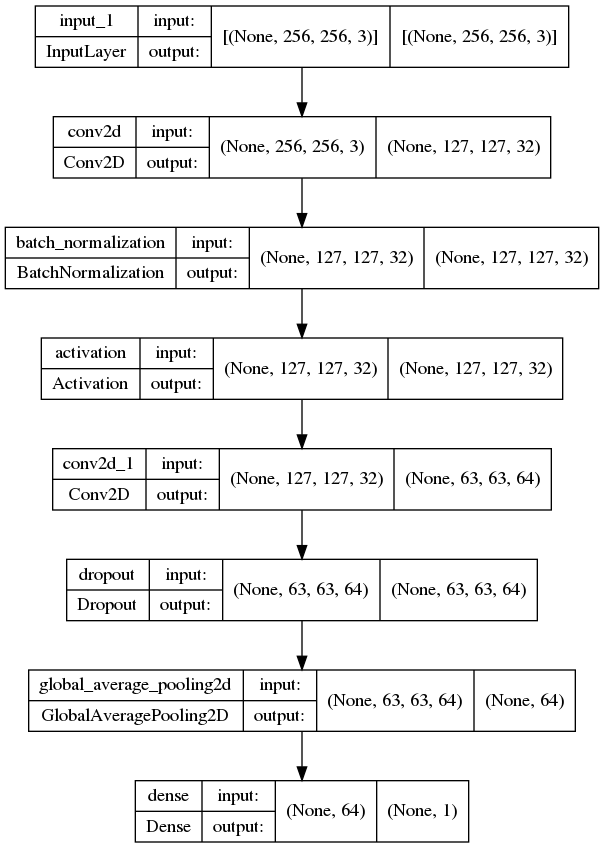 input_1 input: [(None, 256, 256, 3)] [(None, 256, 256, 3)]
InputLayer output:
conv2d input: (None, 256, 256, 3) (None, 127, 127, 32)
Conv2D output:
batch_normalization input: (None, 127, 127, 32) (None, 127, 127, 32)
BatchNormalization output:
activation input: (None, 127, 127, 32) (None, 127, 127, 32)
Activation output:
conv2d_1 input: (None, 127, 127, 32) (None, 63, 63, 64)
Conv2D output:
dropout input: (None, 63, 63, 64) (None, 63, 63, 64)
Dropout output:
global_average_pooling2d input: (None, 63, 63, 64) (None, 64)
GlobalAveragePooling2D output:
dense input: (None, 64) (None, 1)
Dense output: